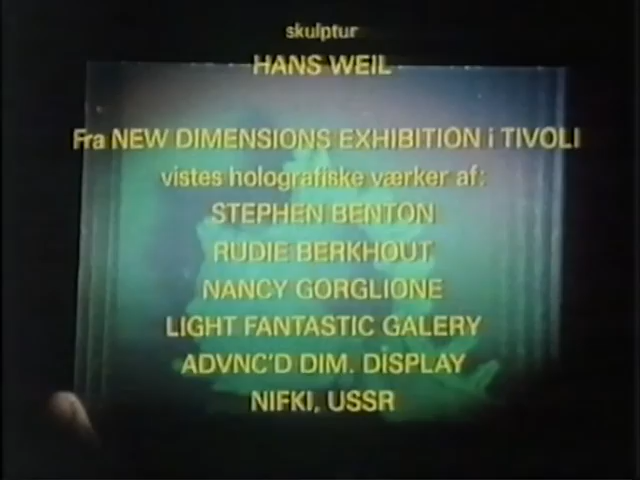 skulptur
HANS WEIL
Fra NEW DIMENSIONS EXHIBITION i TIVOLI
vistes holografiske værker af:
STEPHEN BENTON
RUDIE BERKHOUT
NANCY GORGLIONE
LIGHT FANTASTIC GALERY
ADVNC'D DIM. DISPLAY
NIFKI, USSR